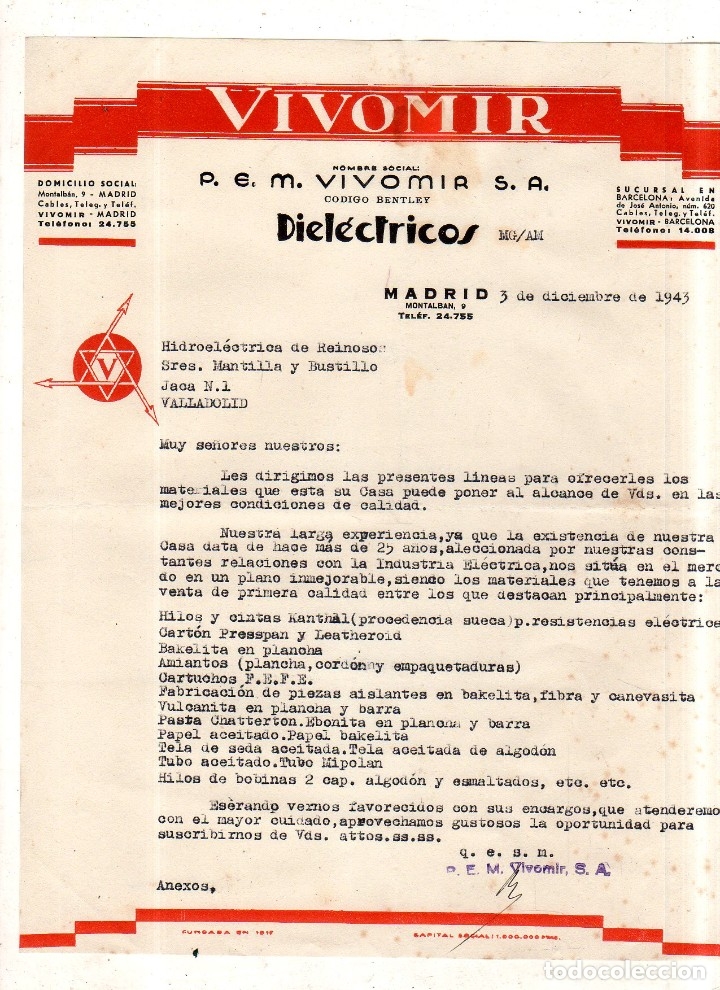 VIVOMIR
NOMBRE SOCIAL:
P. E. M. VIVOMIR S. A.
CODIGO BENTLEY
Dieléctricos MG/AM
DOMICILIO SOCIAL:
Montalbán, 9 - MADRID
Cables, Teleg. y Teléf.
VIVOMIR - MADRID
Teléfono: 24.755
SUCURSAL EN
BARCELONA: Avenida
de José Antonio, núm. 620
Cables, Teleg. y Teléf.
VIVOMIR - BARCELONA
Teléfono: 14.008
MADRID 3 de diciembre de 1943
MONTALBAN, 9
TELÉF. 24-755
V
Hidroeléctrica de Reinosos
Sres. Mantilla y Bustillo
Jaca N.1
VALLADOLID
Muy señores nuestros:
Les dirigimos las presentes lineas para ofrecerles los
materiales que esta su Casa puede poner al alcance de Vds. en las
mejores condiciones de calidad.
Nuestra larga experiencia,ya que la existencia de nuestra
Casa data de hace más de 25 años,aleccionada por nuestras cons-
tantes relaciones con la Industria Eléctrica,nos sitúa en el merc
do en un plano inmejorable,siendo los materiales que tenemos a la
venta de primera calidad entre los que destacan principalmente:
Hilos y cintas Kanthal(procedencia sueca)p.resistencias eléctrice
Cartón Presspan y Leatheroid
Bakelita en plancha
Amiantos (plancha,cordón y empaquetaduras)
Cartuchos F.E.F.E.
Fabricación de piezas aislantes en bakelita,fibra y canevasita
Vulcanita en plancha y barra
Pasta Chatterton.Ebonita en plancha y barra
Papel aceitado.Papel bakelita
Tela de seda aceitada.Tela aceitada de algodón
Tubo aceitado.Tubo Mipolan
Hilos de bobinas 2 cap. algodón y esmaltados, etc. etc.
Esèrando vernos favorecidos con sus encargos,que atenderemo
con el mayor cuidado,aprovechamos gustosos la oportunidad para
suscribirnos de Vds. attos.ss.ss.
q. e. s. m.
P. E. M. Vivomir, S. A.
Anexos.
FUNDADA EN 1917
CAPITAL SOCIAL: 1.000.000 PTAS.
todocoleccion